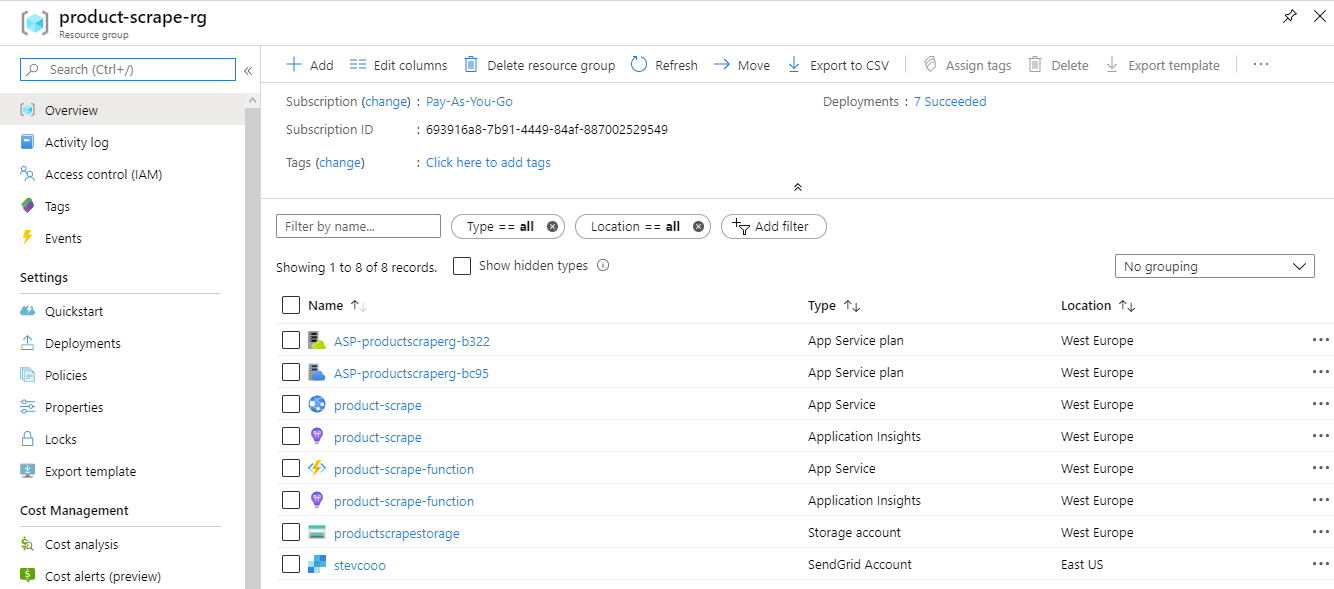 product-scrape-rg
Resource group
Search (Ctrl+/)
«
Add
Edit columns
Delete resource group
Refresh
Move
Export to CSV
Assign tags
Delete
Export template
...
Overview
Activity log
Access control (IAM)
Tags
Events
Settings
Quickstart
Deployments
Policies
Properties
Locks
Export template
Cost Management
Cost analysis
Cost alerts (preview)
Subscription (change) : Pay-As-You-Go
Deployments : 7 Succeeded
Subscription ID : 693916a8-7b91-4449-84af-887002529549
Tags (change) : Click here to add tags
Filter by name...
Type == all
Location == all
Add filter
Showing 1 to 8 of 8 records.
Show hidden types
No grouping
Name Type Location
ASP-productscraperg-b322 App Service plan West Europe ...
ASP-productscraperg-bc95 App Service plan West Europe ...
product-scrape App Service West Europe ...
product-scrape Application Insights West Europe ...
product-scrape-function App Service West Europe ...
product-scrape-function Application Insights West Europe ...
productscrapestorage Storage account West Europe ...
stevcooo SendGrid Account East US ...